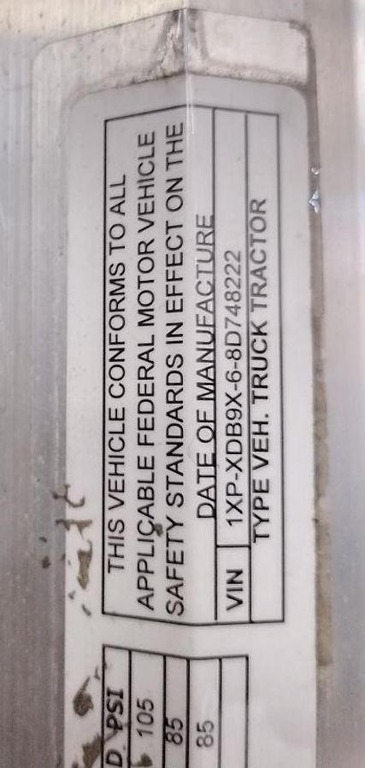 THIS VEHICLE CONFORMS TO ALL
APPLICABLE FEDERAL MOTOR VEHICLE
SAFETY STANDARDS IN EFFECT ON THE
DATE OF MANUFACTURE
VIN 1XP-XDB9X-6-8D748222
TYPE VEH. TRUCK TRACTOR
D PSI
105
85
85